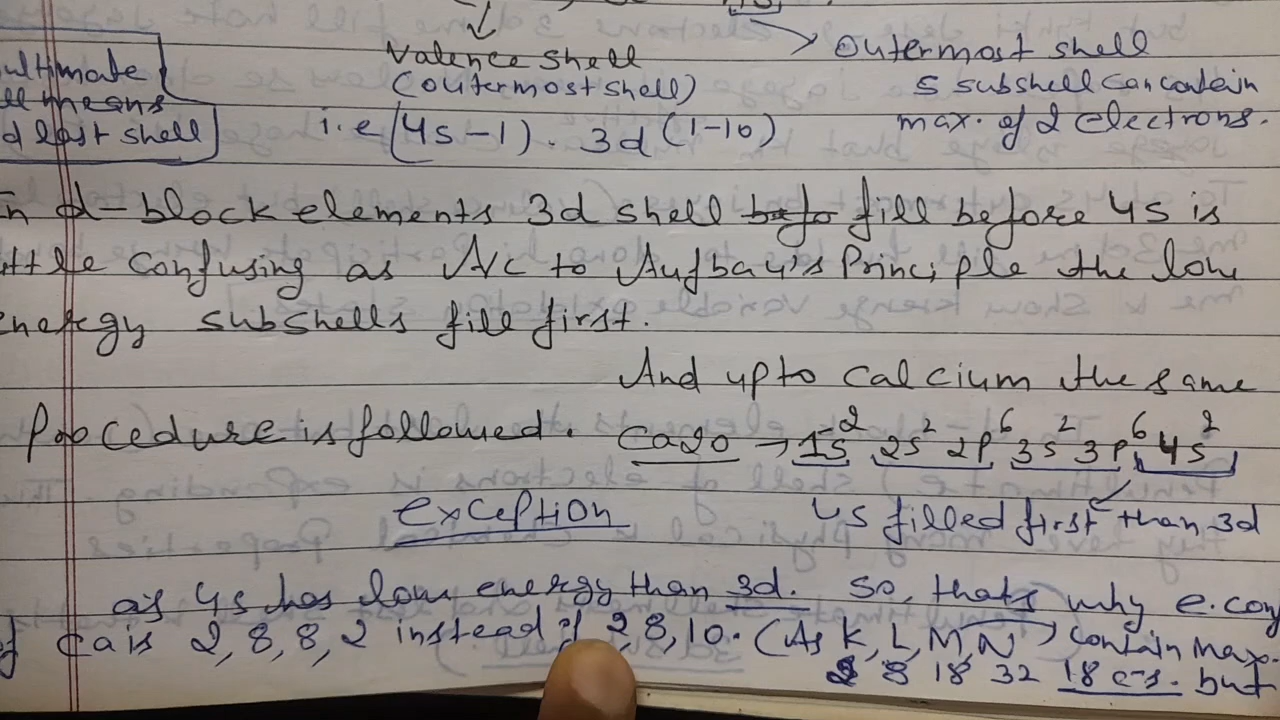 Valence shell
(outermost shell)
outermost shell
s subshell can contain
max. of 2 electrons.
ultimate
ll means
d last shell
i.e (4s-1). 3d(1-10)
In d-block elements 3d shell fill before 4s is
ttle confusing as A/c to Aufbau's Principle the low
energy subshells fill first.
And upto calcium the same
Procedure is followed. Ca20 → 1s² 2s² 2p⁶ 3s² 3p⁶ 4s²
exception
4s filled first than 3d
as 4s has low energy than 3d. So, that's why e.con
of Ca is 2,8,8,2 instead of 2,8,10. (As K, L, M, N → contain max.
2 8 18 32 18 e-s. but